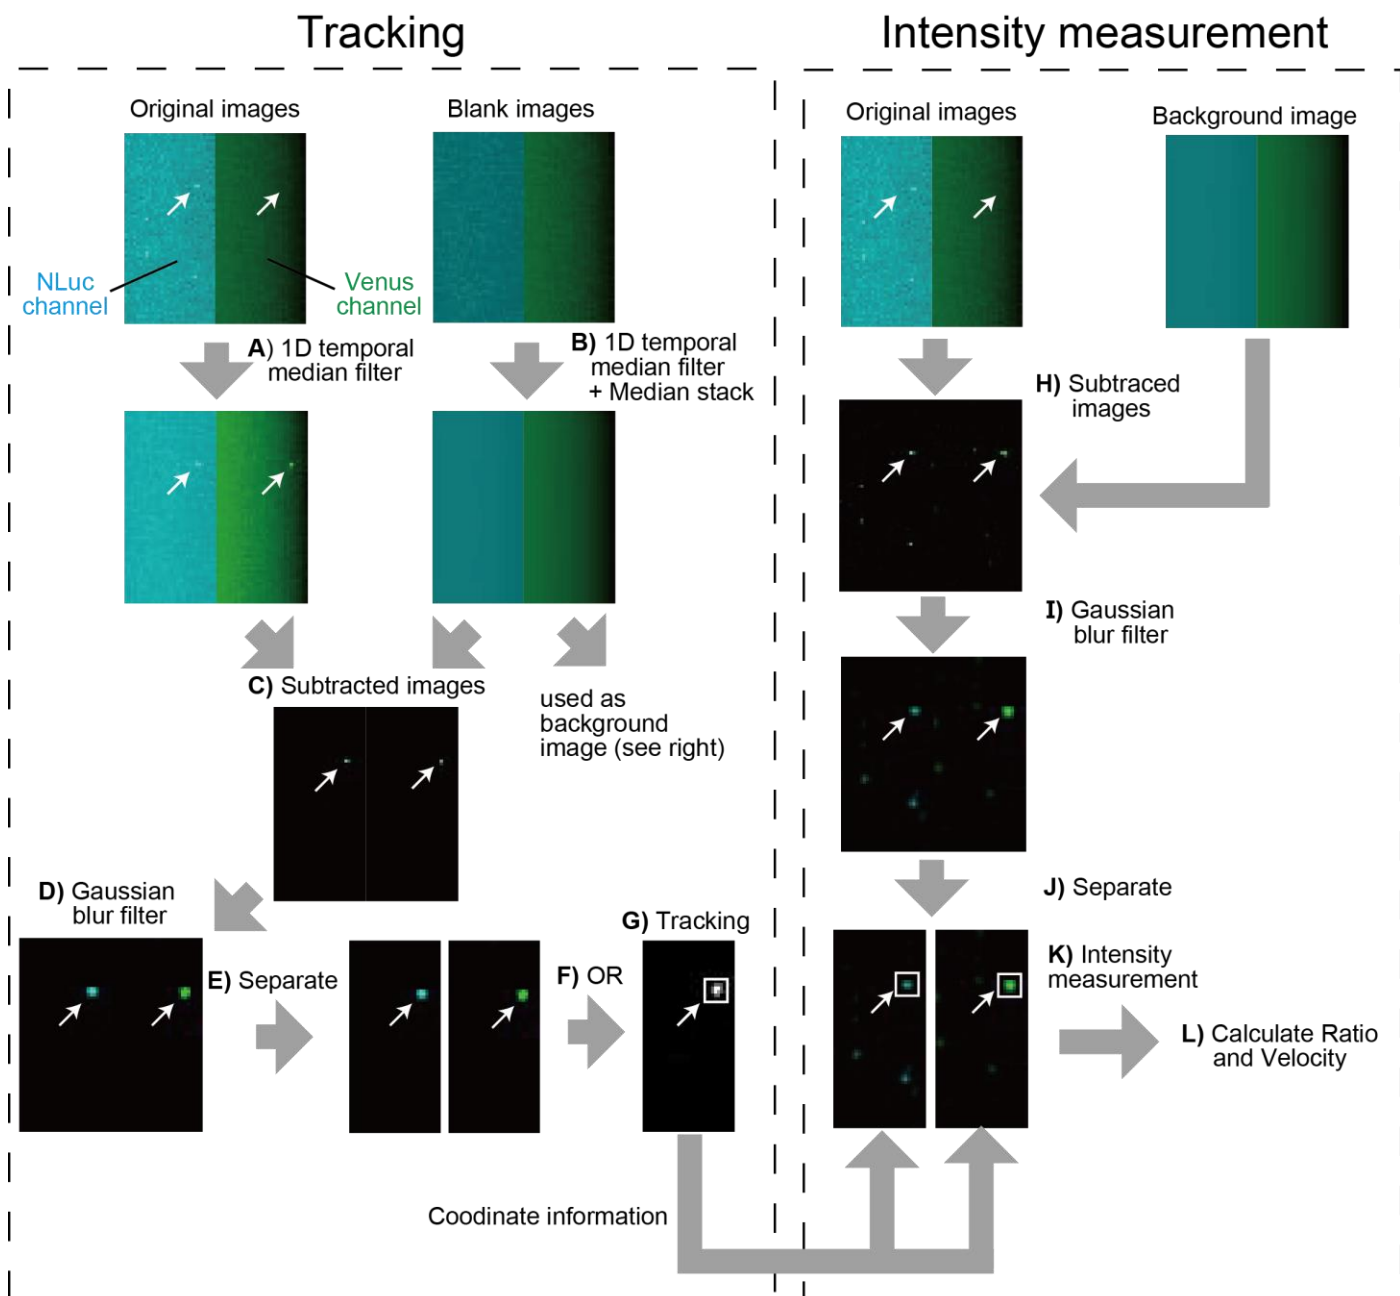 Tracking
Original images
Blank images
NLuc
channel
Venus
channel
A) 1D temporal
median filter
B) 1D temporal
median filter
+ Median stack
C) Subtracted images
used as
background
image (see right)
D) Gaussian
blur filter
E) Separate
F) OR
G) Tracking
Coodinate information
Intensity measurement
Original images
Background image
H) Subtraced
images
I) Gaussian
blur filter
J) Separate
K) Intensity
measurement
L) Calculate Ratio
and Velocity